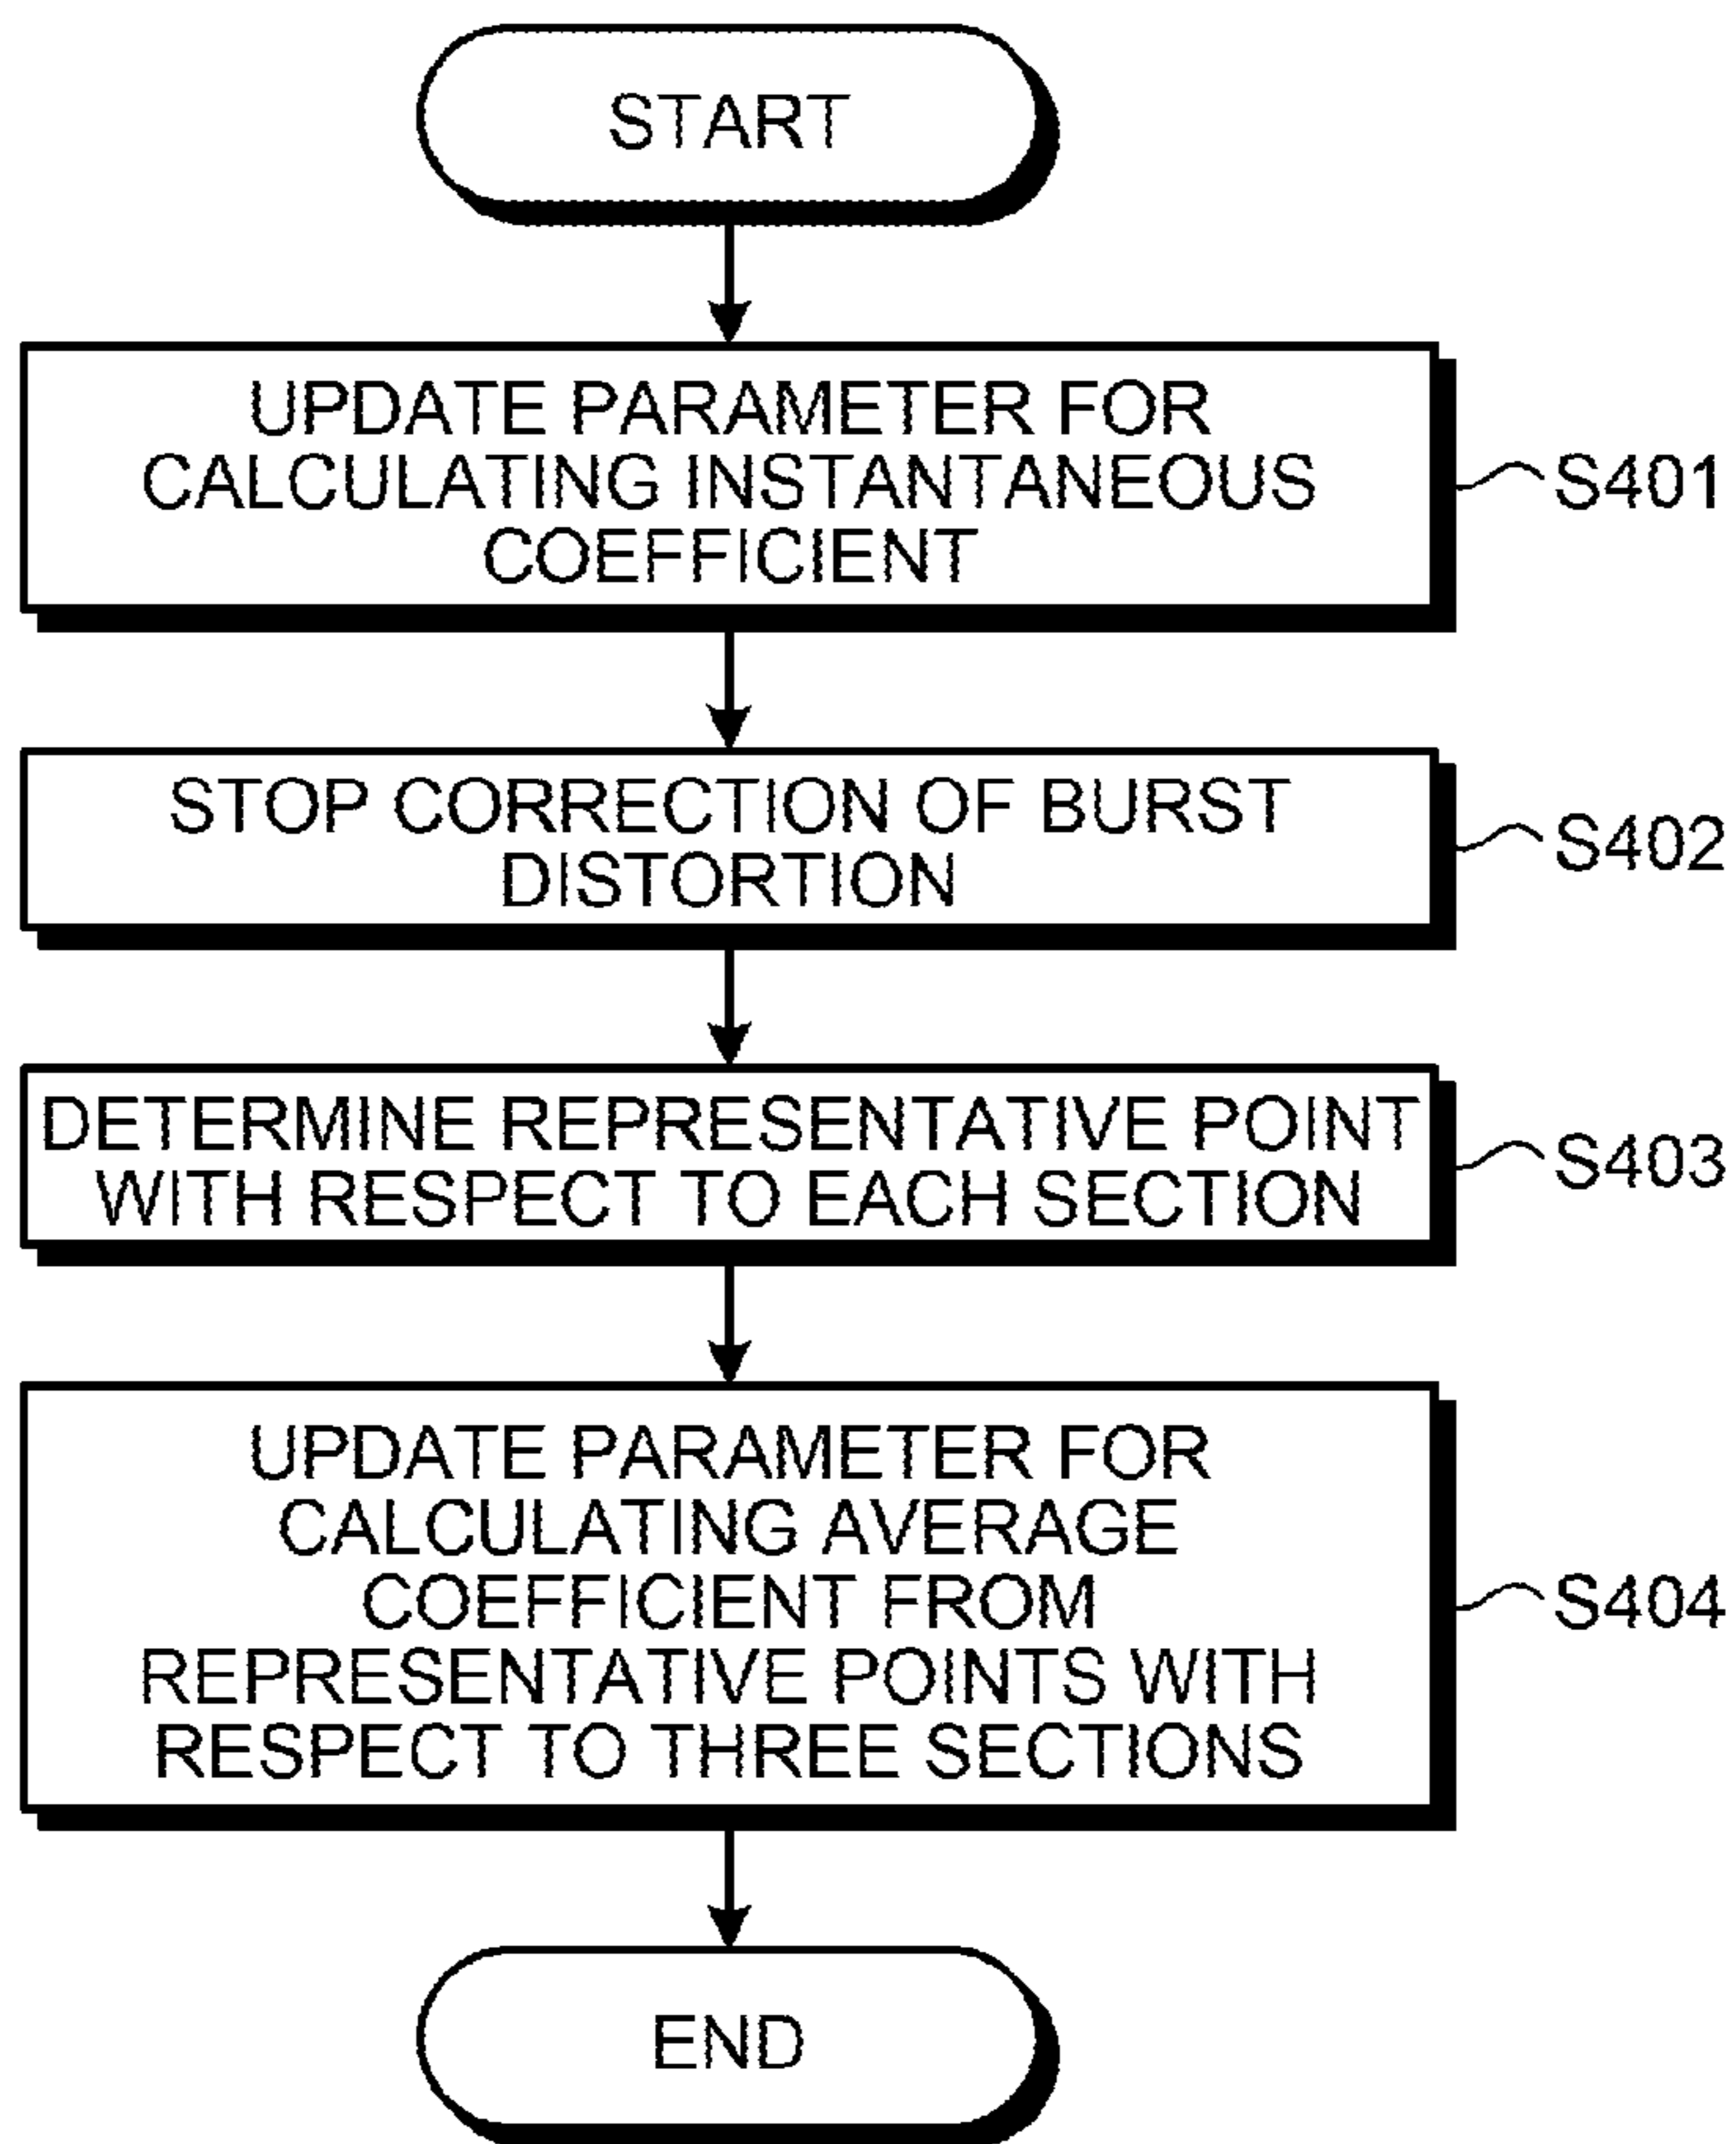 START
UPDATE PARAMETER FOR
CALCULATING INSTANTANEOUS
COEFFICIENT
S401
STOP CORRECTION OF BURST
DISTORTION
S402
DETERMINE REPRESENTATIVE POINT
WITH RESPECT TO EACH SECTION
S403
UPDATE PARAMETER FOR
CALCULATING AVERAGE
COEFFICIENT FROM
REPRESENTATIVE POINTS WITH
RESPECT TO THREE SECTIONS
S404
END